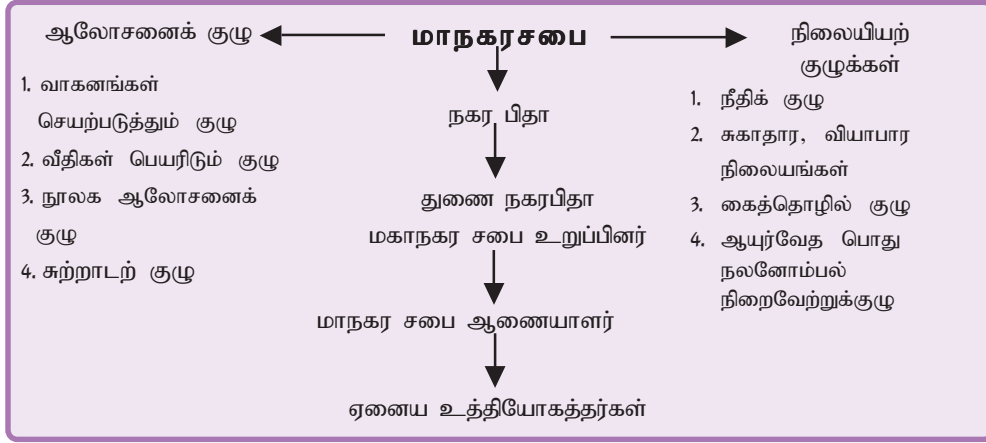 மாநகரசபை
ஆலோசனைக் குழு
1. வாகனங்கள்
செயற்படுத்தும் குழு
2. வீதிகள் பெயரிடும் குழு
3. நூலக ஆலோசனைக்
குழு
4. சுற்றாடற் குழு
நகர பிதா
துணை நகரபிதா
மகாநகர சபை உறுப்பினர்
மாநகர சபை ஆணையாளர்
ஏனைய உத்தியோகத்தர்கள்
நிலையியற்
குழுக்கள்
1. நீதிக் குழு
2. சுகாதார, வியாபார
நிலையங்கள்
3. கைத்தொழில் குழு
4. ஆயுர்வேத பொது
நலனோம்பல்
நிறைவேற்றுக்குழு